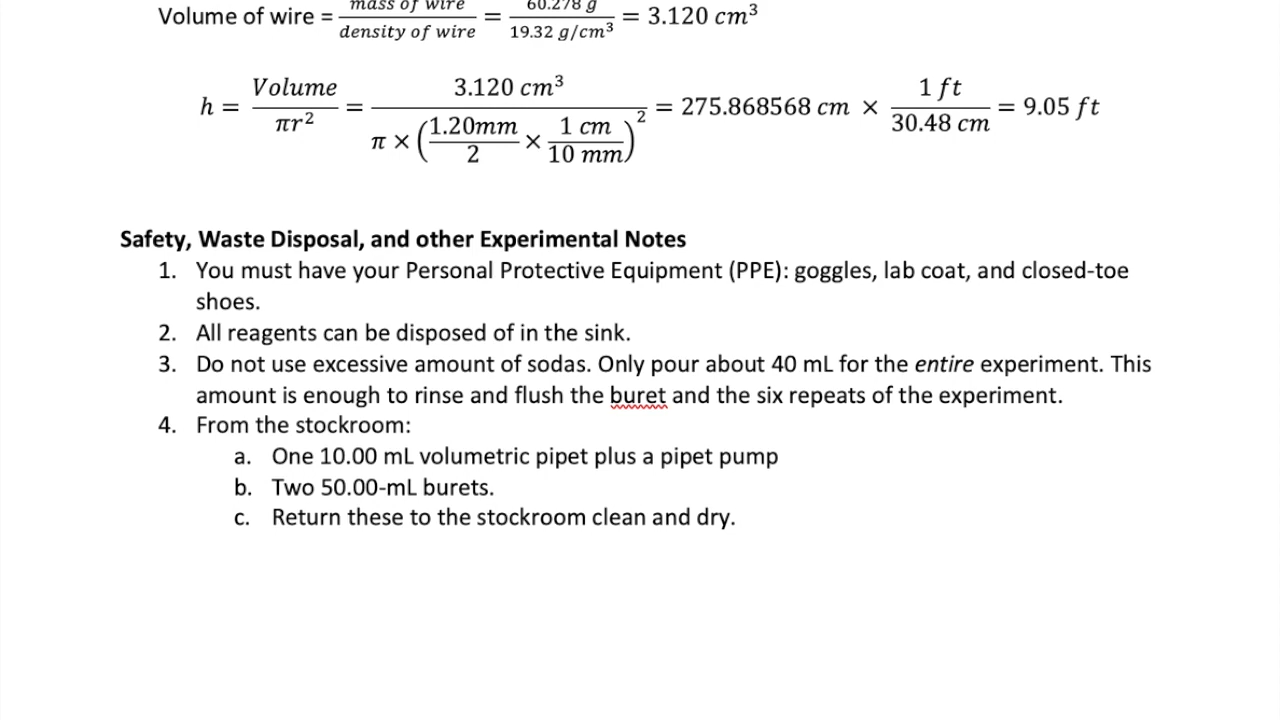 Volume of wire = mass of wire / density of wire = 60.278 g / 19.32 g/cm³ = 3.120 cm³
h = Volume / πr² = 3.120 cm³ / π × (1.20mm / 2 × 1 cm / 10 mm)² = 275.868568 cm × 1 ft / 30.48 cm = 9.05 ft
Safety, Waste Disposal, and other Experimental Notes
1. You must have your Personal Protective Equipment (PPE): goggles, lab coat, and closed-toe
shoes.
2. All reagents can be disposed of in the sink.
3. Do not use excessive amount of sodas. Only pour about 40 mL for the entire experiment. This
amount is enough to rinse and flush the buret and the six repeats of the experiment.
4. From the stockroom:
a. One 10.00 mL volumetric pipet plus a pipet pump
b. Two 50.00-mL burets.
c. Return these to the stockroom clean and dry.